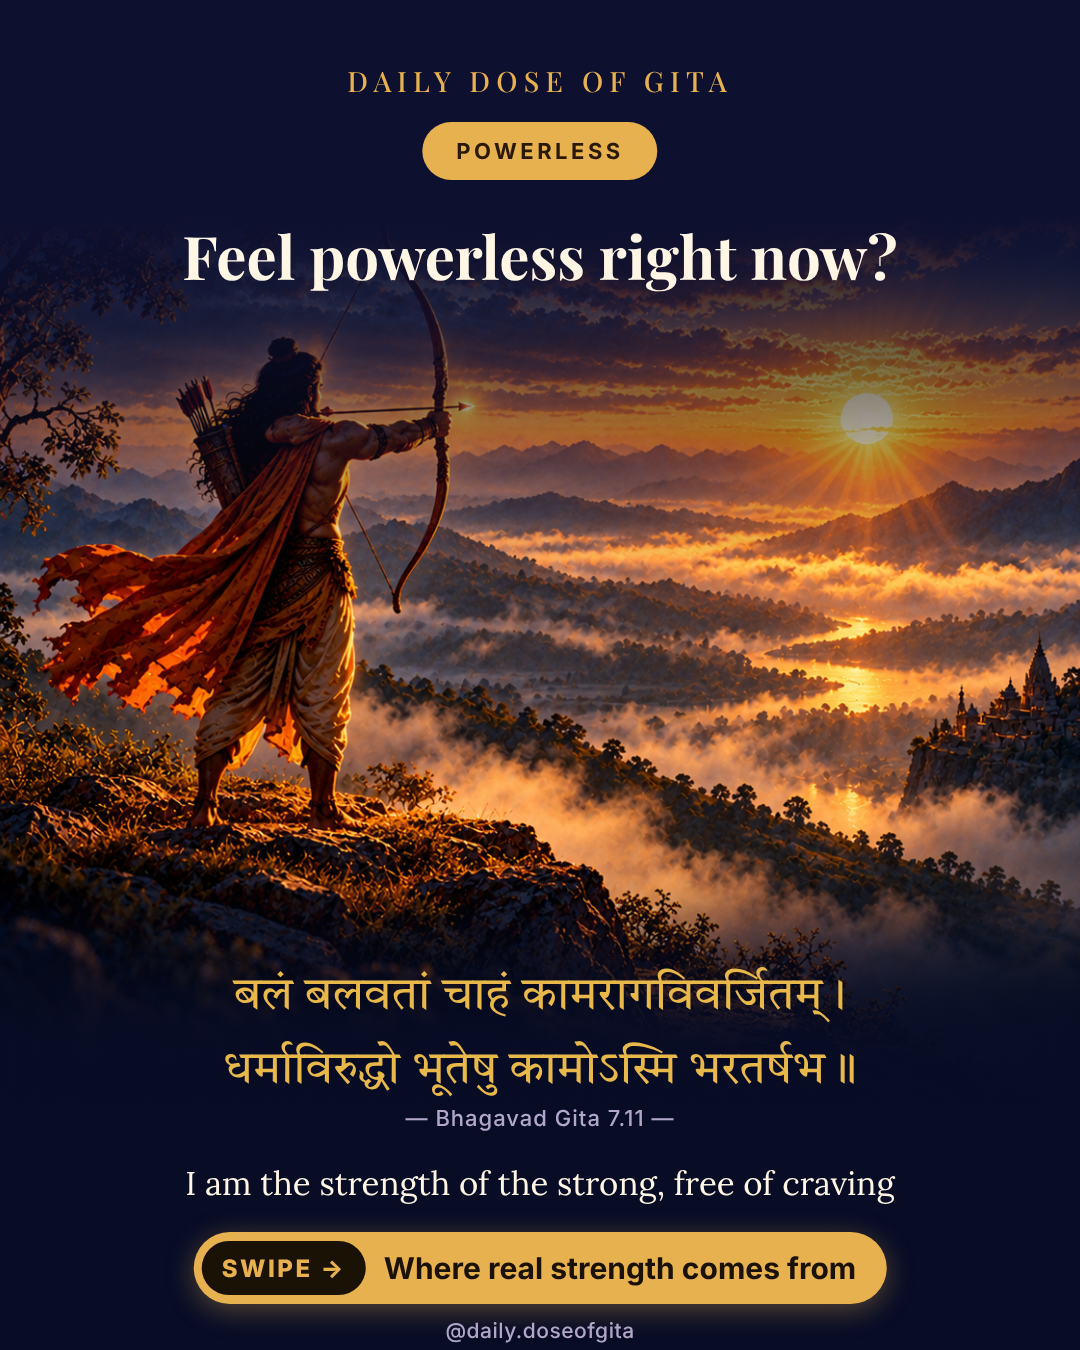 DAILY DOSE OF GITA
POWERLESS
Feel powerless right now?
बलं बलवतां चाहं कामरागविवर्जितम् ।
धर्माविरुद्धो भूतेषु कामोऽस्मि भरतर्षभ ॥
— Bhagavad Gita 7.11 —
I am the strength of the strong, free of craving
SWIPE → Where real strength comes from
@daily.doseofgita